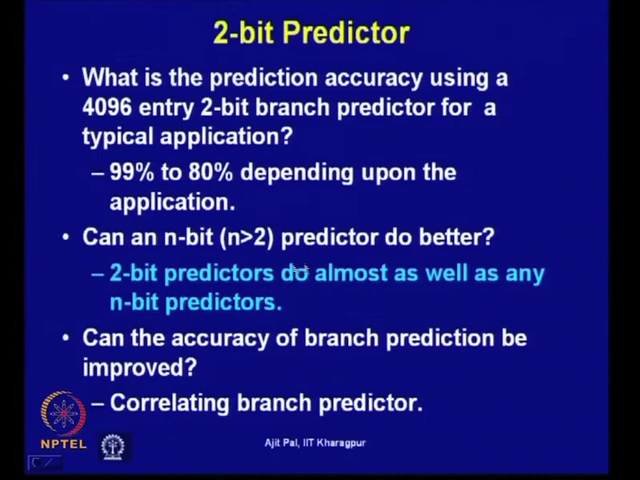 2-bit Predictor
• What is the prediction accuracy using a
4096 entry 2-bit branch predictor for a
typical application?
– 99% to 80% depending upon the
application.
• Can an n-bit (n>2) predictor do better?
– 2-bit predictors do almost as well as any
n-bit predictors.
• Can the accuracy of branch prediction be
improved?
– Correlating branch predictor.
NPTEL
Ajit Pal, IIT Kharagpur